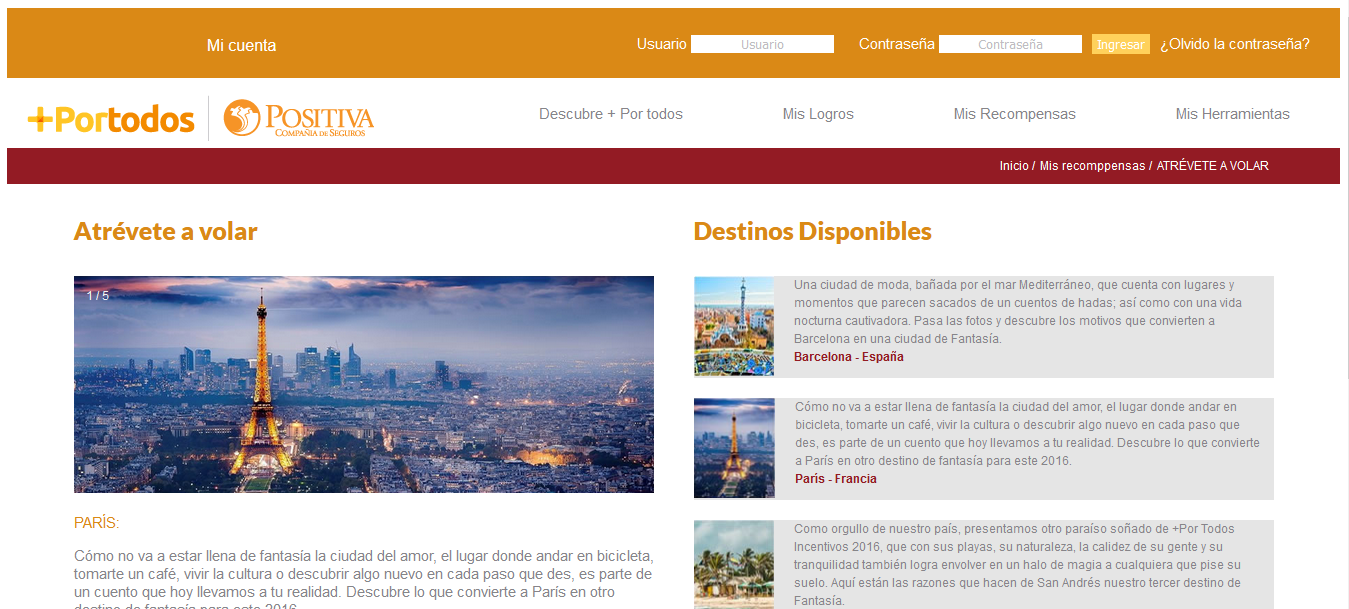 Mi cuenta
Usuario Usuario Contraseña Contraseña Ingresar ¿Olvido la contraseña?
+Portodos
POSITIVA
COMPAÑIA DE SEGUROS
Descubre + Por todos Mis Logros Mis Recompensas Mis Herramientas
Inicio / Mis recomppensas / ATRÉVETE A VOLAR
Atrévete a volar
1 / 5
PARÍS:
Cómo no va a estar llena de fantasía la ciudad del amor, el lugar donde andar en bicicleta,
tomarte un café, vivir la cultura o descubrir algo nuevo en cada paso que des, es parte de
un cuento que hoy llevamos a tu realidad. Descubre lo que convierte a París en otro
destino de fantasía para este 2016.
Destinos Disponibles
Una ciudad de moda, bañada por el mar Mediterráneo, que cuenta con lugares y
momentos que parecen sacados de un cuentos de hadas; así como con una vida
nocturna cautivadora. Pasa las fotos y descubre los motivos que convierten a
Barcelona en una ciudad de Fantasía.
Barcelona - España
Cómo no va a estar llena de fantasía la ciudad del amor, el lugar donde andar en
bicicleta, tomarte un café, vivir la cultura o descubrir algo nuevo en cada paso que
des, es parte de un cuento que hoy llevamos a tu realidad. Descubre lo que convierte
a París en otro destino de fantasía para este 2016.
París - Francia
Como orgullo de nuestro país, presentamos otro paraíso soñado de +Por Todos
Incentivos 2016, que con sus playas, su naturaleza, la calidez de su gente y su
tranquilidad también logra envolver en un halo de magia a cualquiera que pise su
suelo. Aquí están las razones que hacen de San Andrés nuestro tercer destino de
Fantasía.